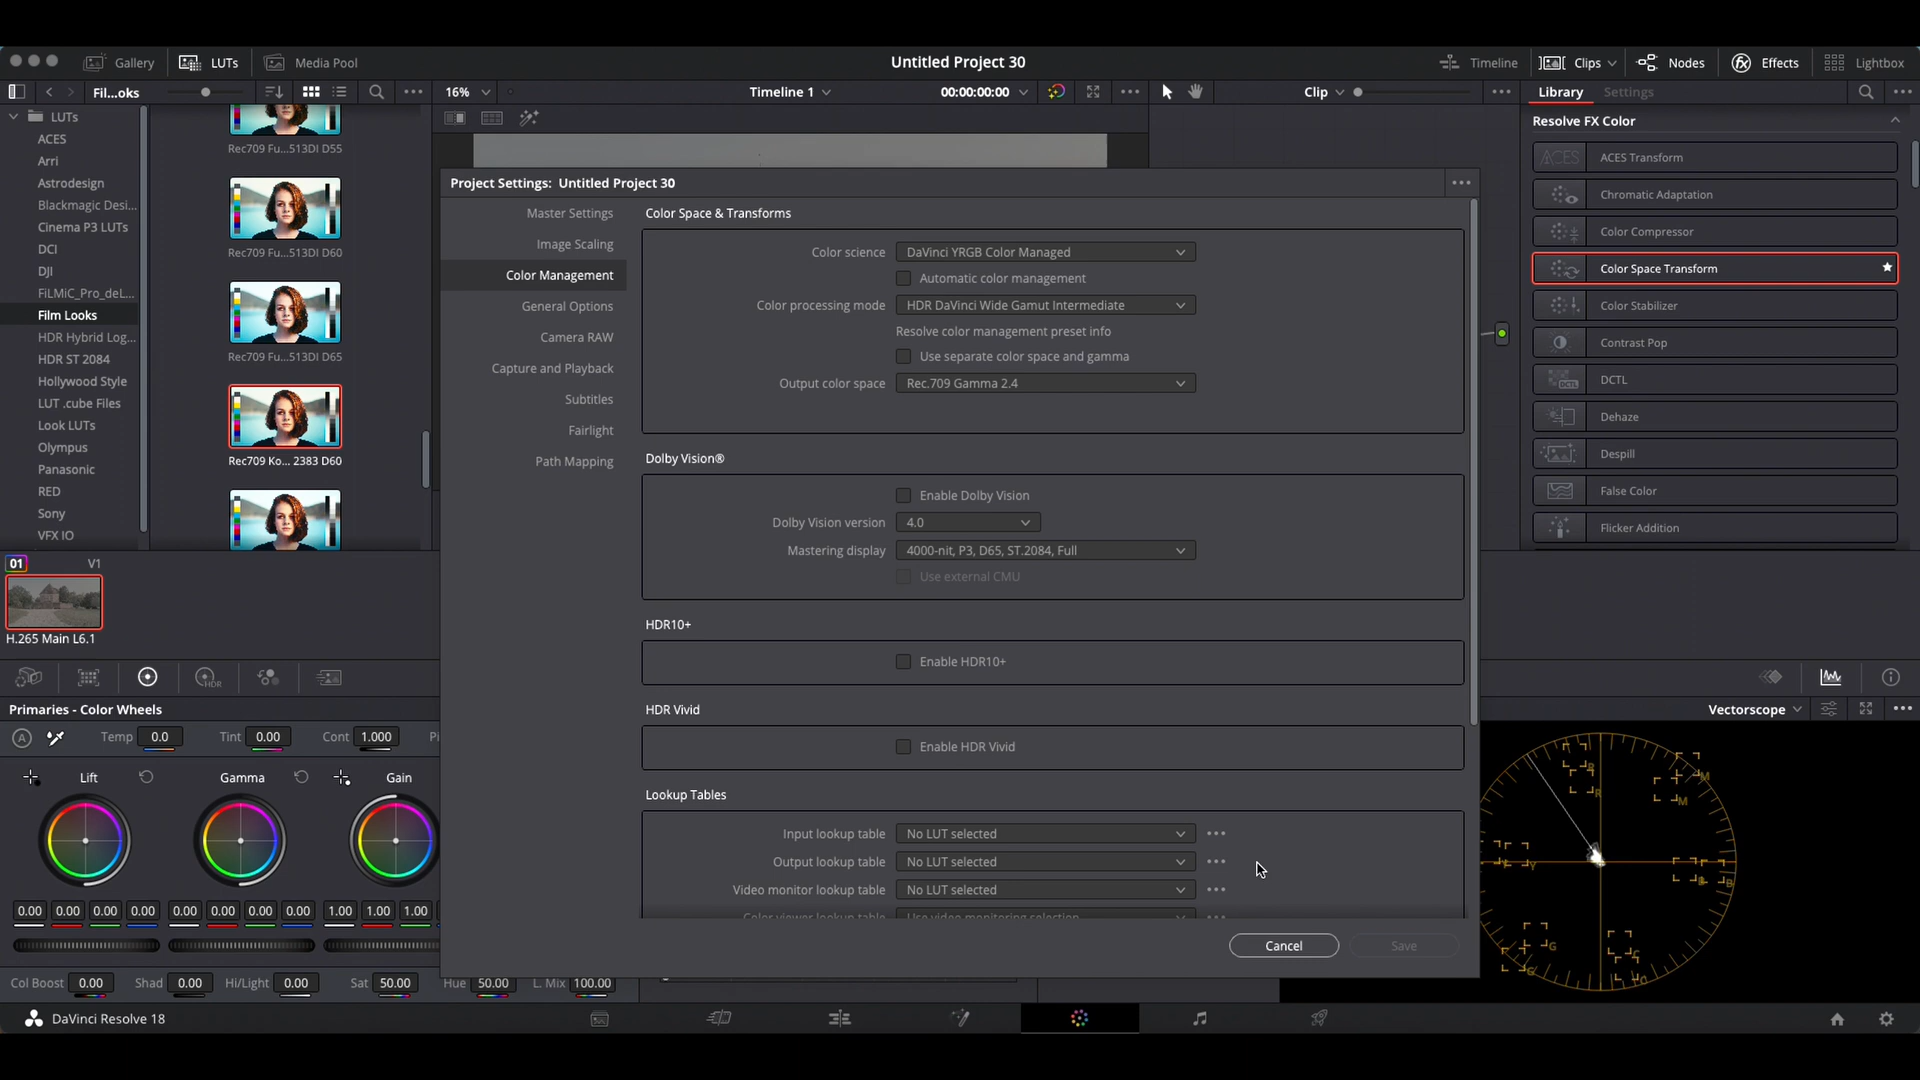 Gallery LUTs Media Pool Untitled Project 30 Timeline Clips Nodes Effects Lightbox
Fil...oks 16% Timeline 1 00:00:00:00 Clip Library Settings
LUTs
ACES
Arri
Astrodesign
Blackmagic Desi...
Cinema P3 LUTs
DCI
DJI
FiLMiC_Pro_deL...
Film Looks
HDR Hybrid Log...
HDR ST 2084
Hollywood Style
LUT .cube Files
Look LUTs
Olympus
Panasonic
RED
Sony
VFX IO
Rec709 Fu...513DI D55
Rec709 Fu...513DI D60
Rec709 Fu...513DI D65
Rec709 Ko... 2383 D60
Project Settings: Untitled Project 30
Master Settings
Image Scaling
Color Management
General Options
Camera RAW
Capture and Playback
Subtitles
Fairlight
Path Mapping
Color Space & Transforms
Color science DaVinci YRGB Color Managed
Automatic color management
Color processing mode HDR DaVinci Wide Gamut Intermediate
Resolve color management preset info
Use separate color space and gamma
Output color space Rec.709 Gamma 2.4
Dolby Vision®
Enable Dolby Vision
Dolby Vision version 4.0
Mastering display 4000-nit, P3, D65, ST.2084, Full
Use external CMU
HDR10+
Enable HDR10+
HDR Vivid
Enable HDR Vivid
Lookup Tables
Input lookup table No LUT selected
Output lookup table No LUT selected
Video monitor lookup table No LUT selected
Color viewer lookup table Use video monitoring selection
Cancel Save
Resolve FX Color
ACES ACES Transform
Chromatic Adaptation
Color Compressor
Color Space Transform
Color Stabilizer
Contrast Pop
DCTL DCTL
Dehaze
Despill
False Color
Flicker Addition
01 V1
H.265 Main L6.1
HDR
Primaries - Color Wheels
A Temp 0.0 Tint 0.00 Cont 1.000 Pi
Lift Gamma Gain
0.00 0.00 0.00 0.00 0.00 0.00 0.00 0.00 1.00 1.00 1.00
Col Boost 0.00 Shad 0.00 Hi/Light 0.00 Sat 50.00 Hue 50.00 L. Mix 100.00
Vectorscope
R M
R M
Y B B
G C
G C
DaVinci Resolve 18